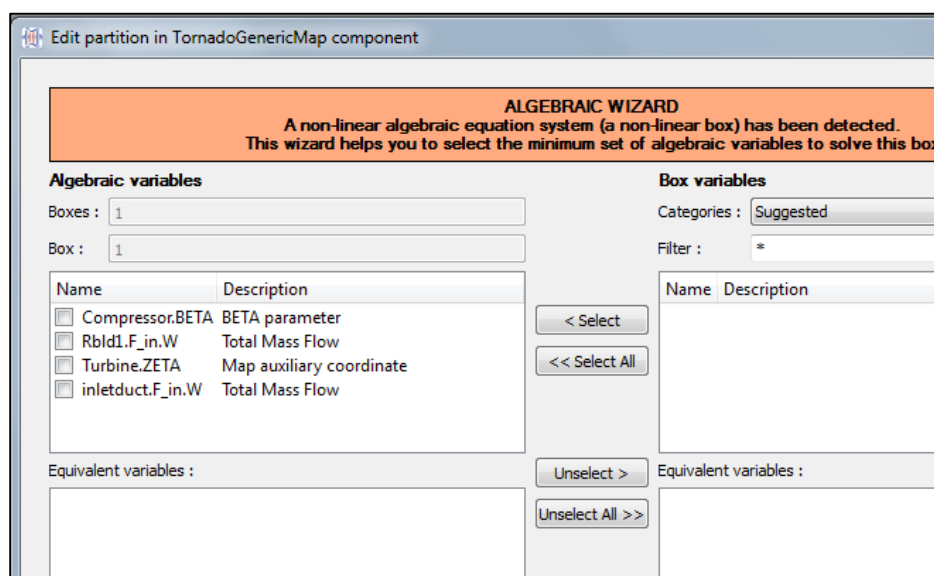 Edit partition in TornadoGenericMap component
ALGEBRAIC WIZARD
A non-linear algebraic equation system (a non-linear box) has been detected.
This wizard helps you to select the minimum set of algebraic variables to solve this box
Algebraic variables
Boxes : 1
Box : 1
Name Description
Compressor.BETA BETA parameter
Rbld1.F_in.W Total Mass Flow
Turbine.ZETA Map auxiliary coordinate
inletduct.F_in.W Total Mass Flow
Equivalent variables :
< Select
<< Select All
Unselect >
Unselect All >>
Box variables
Categories : Suggested
Filter : *
Name Description
Equivalent variables :